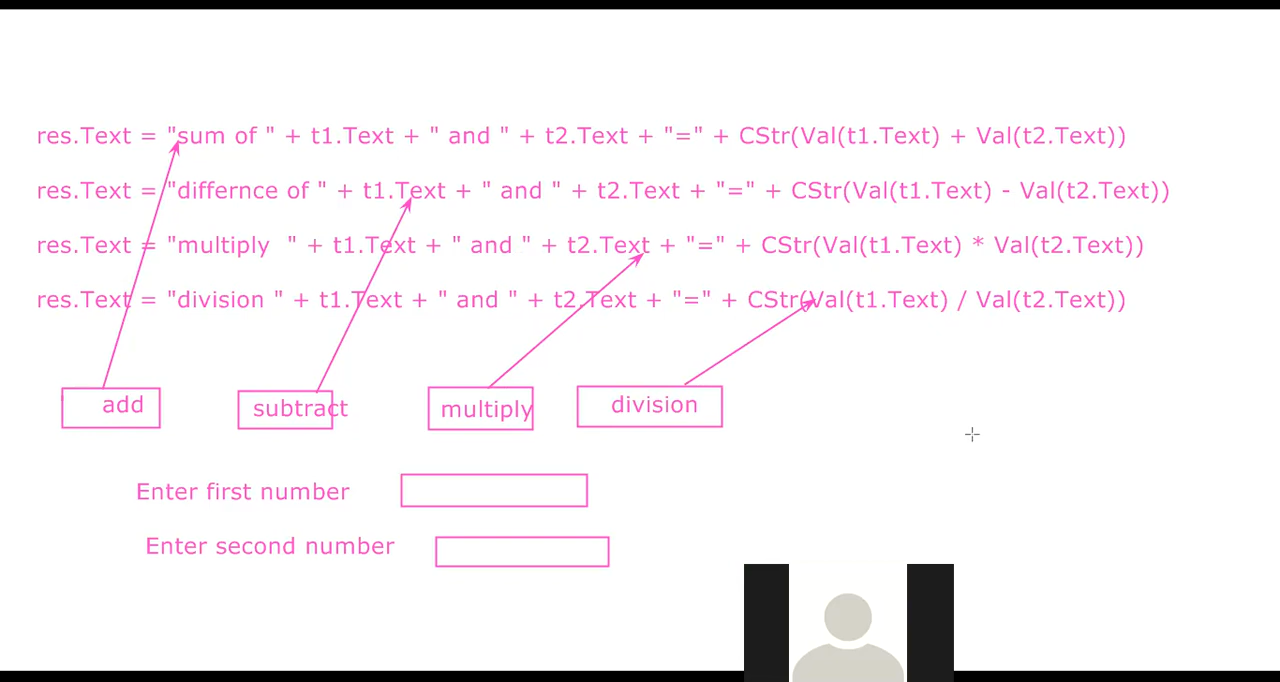 res.Text = "sum of " + t1.Text + " and " + t2.Text + "=" + CStr(Val(t1.Text) + Val(t2.Text))
res.Text = "differnce of " + t1.Text + " and " + t2.Text + "=" + CStr(Val(t1.Text) - Val(t2.Text))
res.Text = "multiply  " + t1.Text + " and " + t2.Text + "=" + CStr(Val(t1.Text) * Val(t2.Text))
res.Text = "division " + t1.Text + " and " + t2.Text + "=" + CStr(Val(t1.Text) / Val(t2.Text))
add subtract multiply division
Enter first number
Enter second number